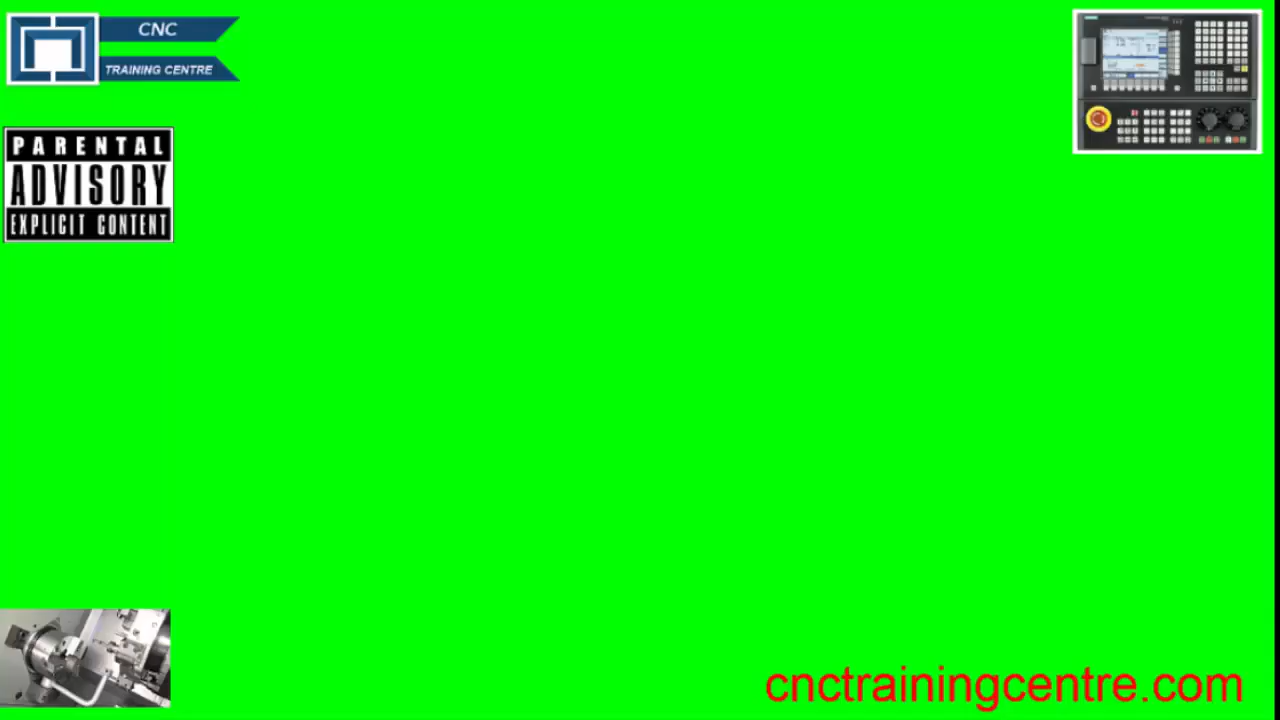 CNC
TRAINING CENTRE
PARENTAL
ADVISORY
EXPLICIT CONTENT
cnctrainingcentre.com